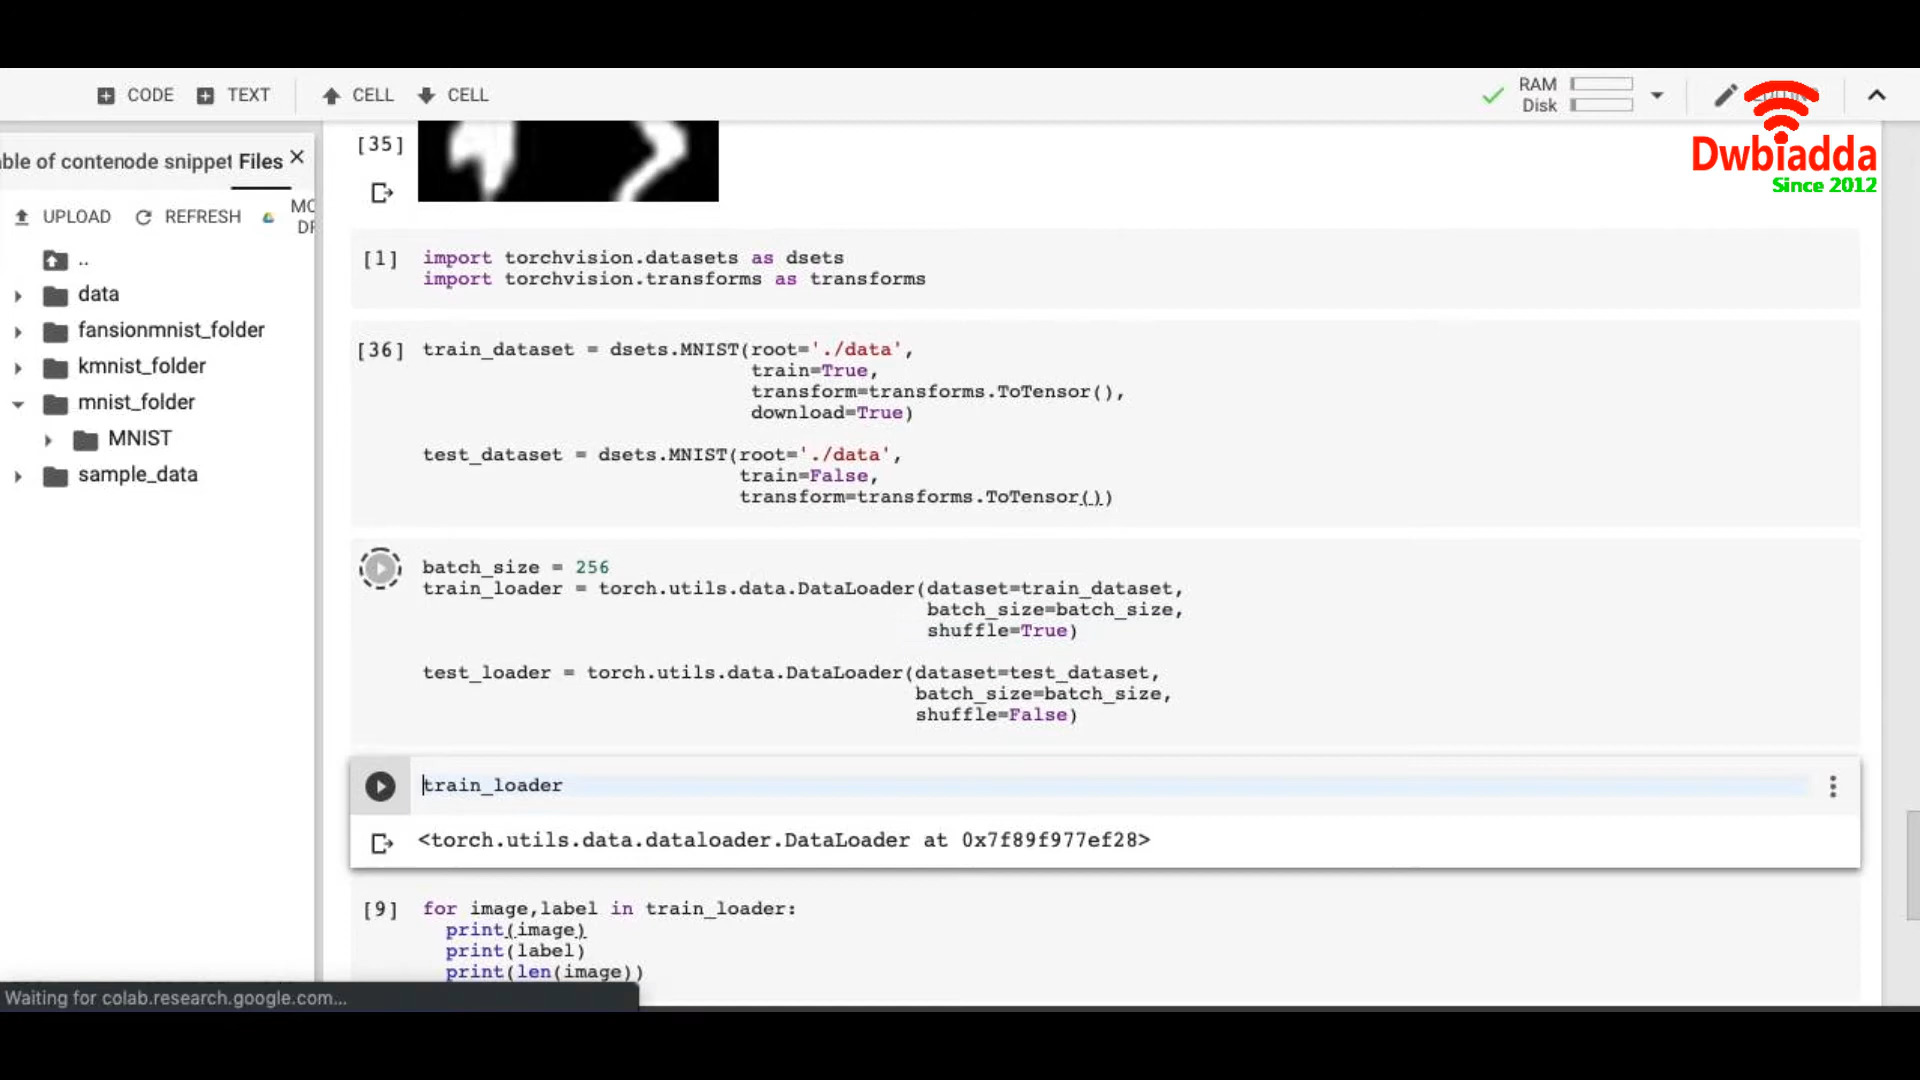 CODE TEXT CELL CELL
RAM
Disk
Dwbiadda
Since 2012
ble of conten ode snippet Files
UPLOAD REFRESH MO
DR
..
data
fansionmnist_folder
kmnist_folder
mnist_folder
MNIST
sample_data
[35]
[1] import torchvision.datasets as dsets
import torchvision.transforms as transforms
[36] train_dataset = dsets.MNIST(root='./data',
train=True,
transform=transforms.ToTensor(),
download=True)
test_dataset = dsets.MNIST(root='./data',
train=False,
transform=transforms.ToTensor())
batch_size = 256
train_loader = torch.utils.data.DataLoader(dataset=train_dataset,
batch_size=batch_size,
shuffle=True)
test_loader = torch.utils.data.DataLoader(dataset=test_dataset,
batch_size=batch_size,
shuffle=False)
train_loader
<torch.utils.data.dataloader.DataLoader at 0x7f89f977ef28>
[9] for image,label in train_loader:
print(image)
print(label)
print(len(image))
Waiting for colab.research.google.com...